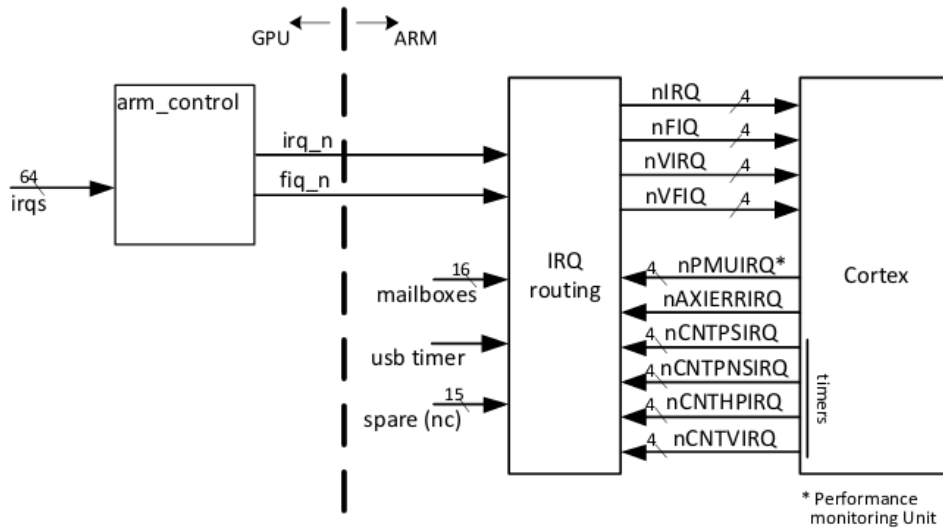 GPU
ARM
arm_control
64
irqs
irq_n
fiq_n
16
mailboxes
usb timer
15
spare (nc)
IRQ
routing
nIRQ
4
nFIQ
4
nVIRQ
4
nVFIQ
4
4
nPMUIRQ*
nAXIERRIRQ
4
nCNTPSIRQ
4
nCNTPNSIRQ
4
nCNTHPIRQ
4
nCNTVIRQ
Cortex
timers
* Performance
monitoring Unit